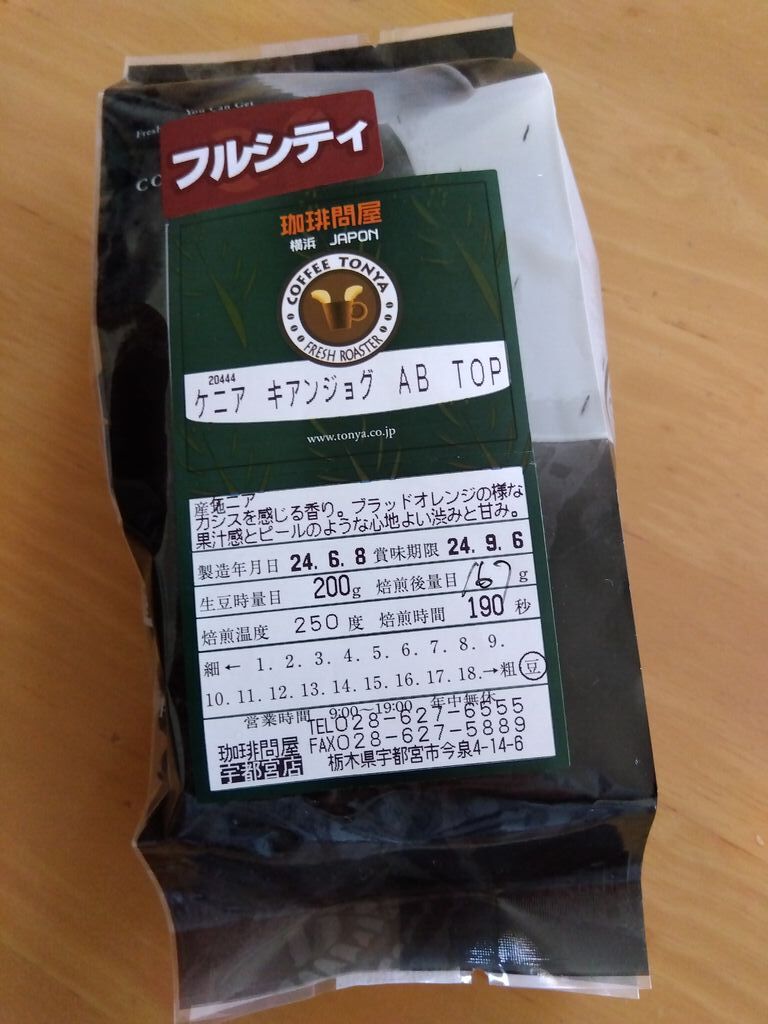 You Can Get
Fresh
CO
フルシティ
珈琲問屋
横浜 JAPON
COFFEE TONYA
FRESH ROASTER
20444
ケニア キアンジョグ AB TOP
www.tonya.co.jp
産地 ケニア
カシスを感じる香り。ブラッドオレンジの様な
果汁感とピールのような心地よい渋みと甘み。
製造年月日 24.6.8 賞味期限 24.9.6
生豆時量目 200g 焙煎後量目 167 g
焙煎温度 250度 焙煎時間 190 秒
細← 1. 2. 3. 4. 5. 6. 7. 8. 9.
10. 11. 12. 13. 14. 15. 16. 17. 18.→粗 豆
営業時間 9:00~19:00 年中無休
TEL028-627-6555
珈琲問屋 FAX028-627-5889
宇都宮店 栃木県宇都宮市今泉4-14-6